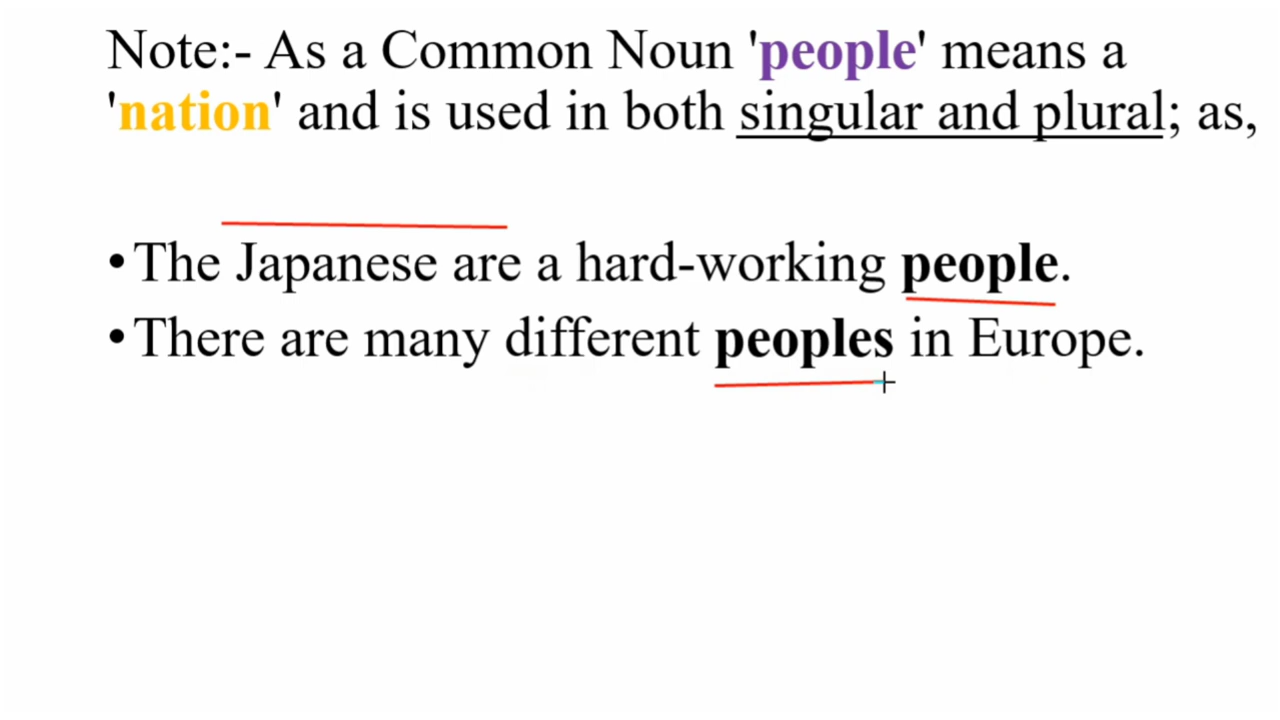 Note:- As a Common Noun 'people' means a
'nation' and is used in both singular and plural; as,
•The Japanese are a hard-working people.
•There are many different peoples in Europe.